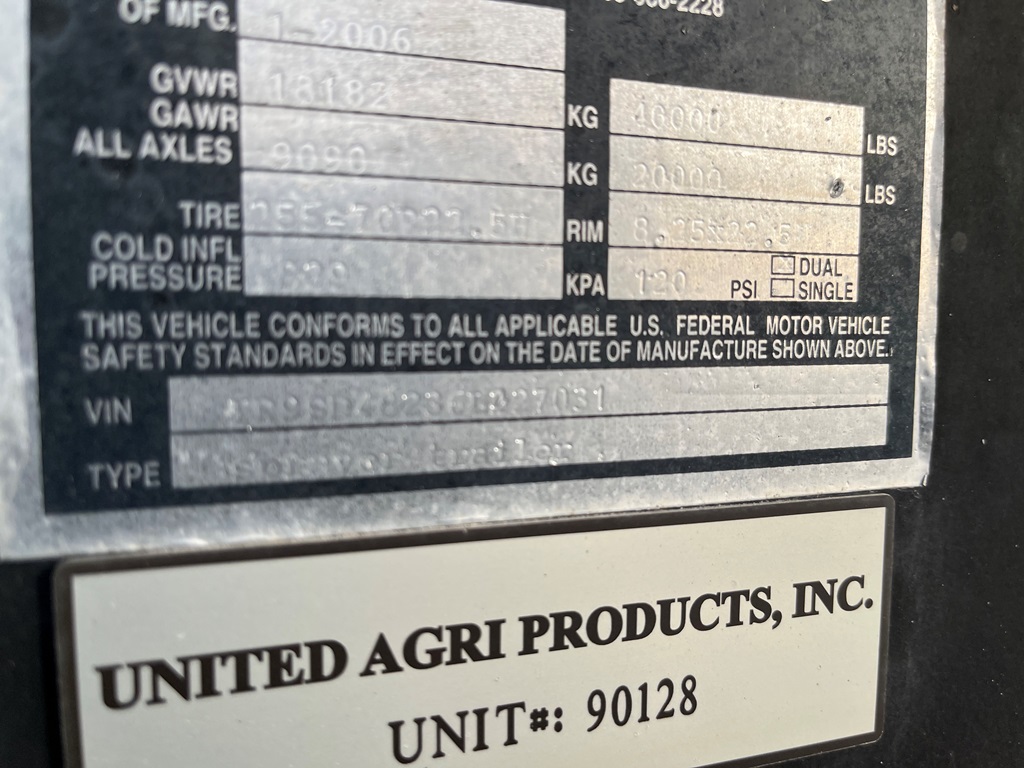 OF MFG. 1-2006
GVWR 18182 KG LBS
GAWR
ALL AXLES 9090 KG 20000 LBS
TIRE RIM
COLD INFL
PRESSURE KPA 120 PSI DUAL
SINGLE
THIS VEHICLE CONFORMS TO ALL APPLICABLE U.S. FEDERAL MOTOR VEHICLE
SAFETY STANDARDS IN EFFECT ON THE DATE OF MANUFACTURE SHOWN ABOVE.
VIN
TYPE trailer
UNITED AGRI PRODUCTS, INC.
UNIT#: 90128